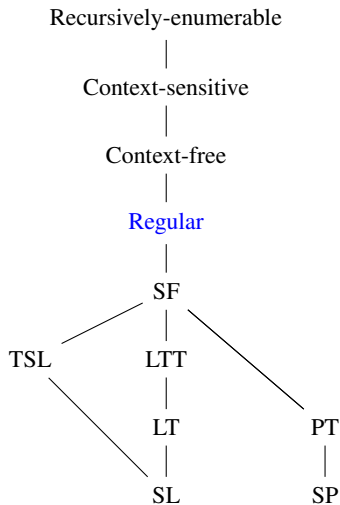 Recursively-enumerable
Context-sensitive
Context-free
Regular
SF
TSL LTT
LT PT
SL SP